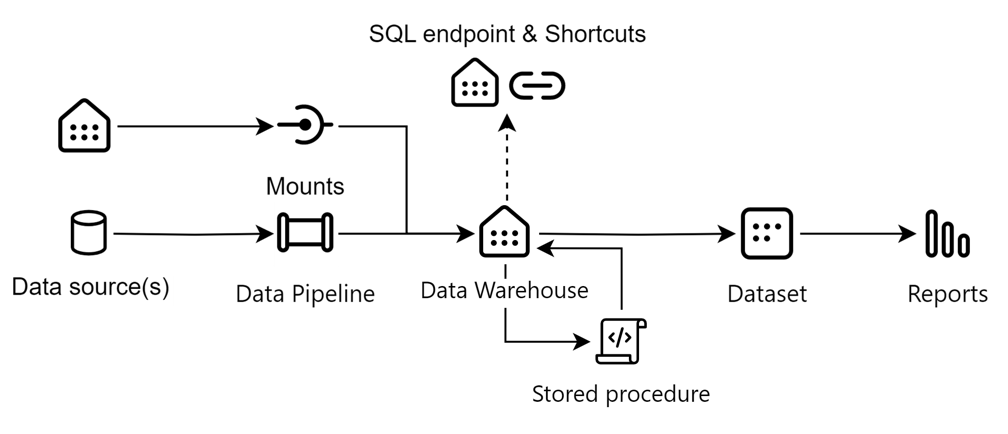 SQL endpoint & Shortcuts
Mounts
Data source(s)
Data Pipeline
Data Warehouse
Dataset
Reports
</>
Stored procedure